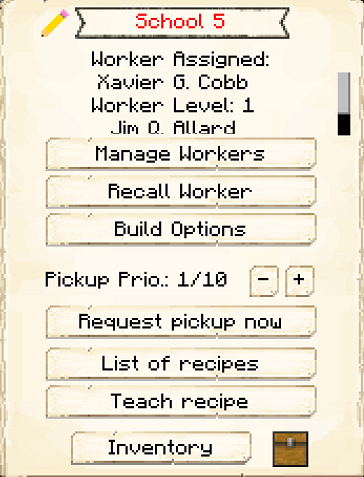 School 5
Worker Assigned:
Xavier G. Cobb
Worker Level: 1
Jim O. Allard
Manage Workers
Recall Worker
Build Options
Pickup Prio.: 1/10 - +
Request pickup now
List of recipes
Teach recipe
Inventory